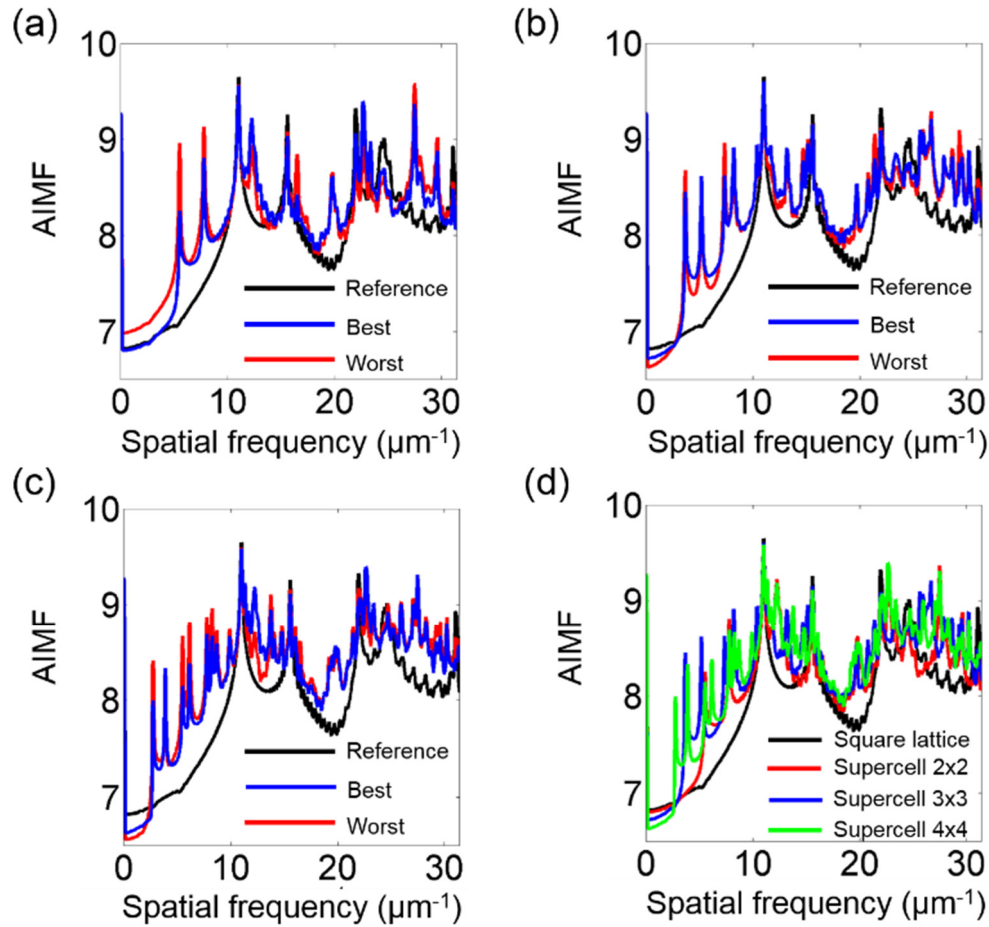 (a)
10
9
8
7
AIMF
Reference
Best
Worst
0 10 20 30
Spatial frequency (μm-1)
(b)
10
9
8
7
AIMF
Reference
Best
Worst
0 10 20 30
Spatial frequency (μm-1)
(c)
10
9
8
7
AIMF
Reference
Best
Worst
0 10 20 30
Spatial frequency (μm-1)
(d)
10
9
8
7
AIMF
Square lattice
Supercell 2x2
Supercell 3x3
Supercell 4x4
0 10 20 30
Spatial frequency (μm-1)